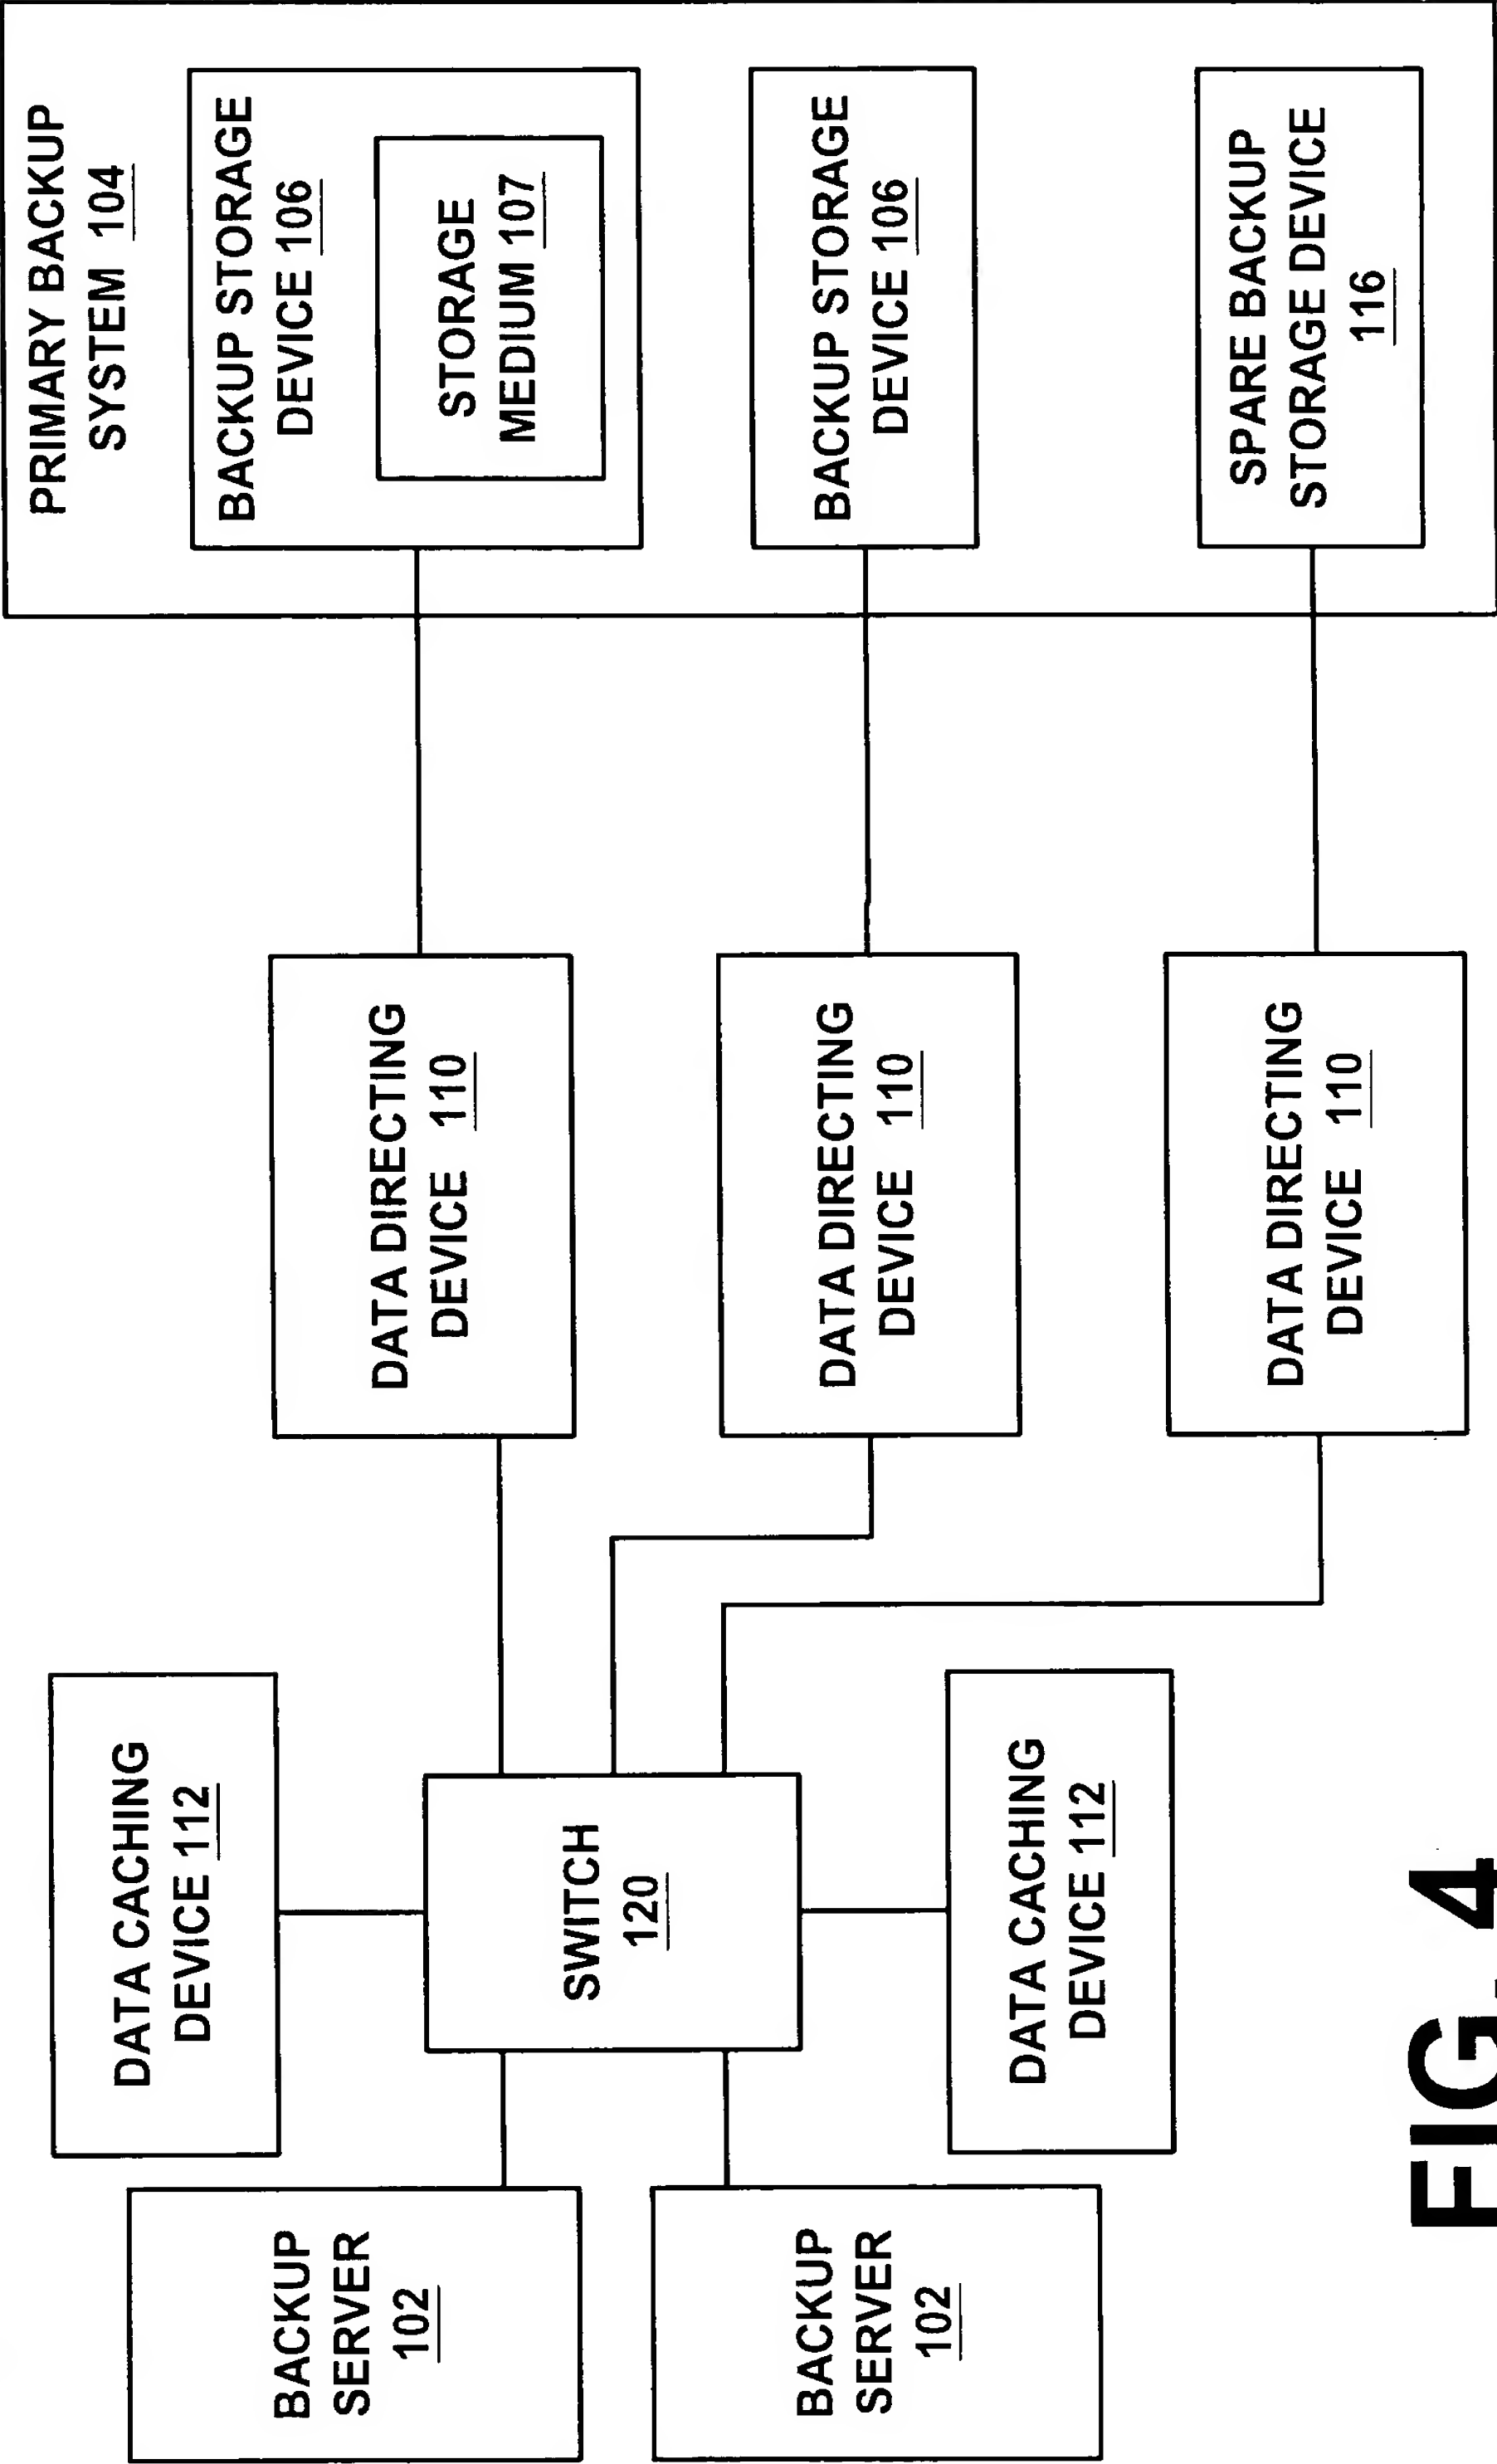 PRIMARY BACKUP
SYSTEM 104
BACKUP STORAGE
DEVICE 106
STORAGE
MEDIUM 107
BACKUP STORAGE
DEVICE 106
SPARE BACKUP
STORAGE DEVICE
116
DATA DIRECTING
DEVICE 110
DATA DIRECTING
DEVICE 110
DATA DIRECTING
DEVICE 110
DATA CACHING
DEVICE 112
SWITCH
120
DATA CACHING
DEVICE 112
BACKUP
SERVER
102
BACKUP
SERVER
102
FIG. 4